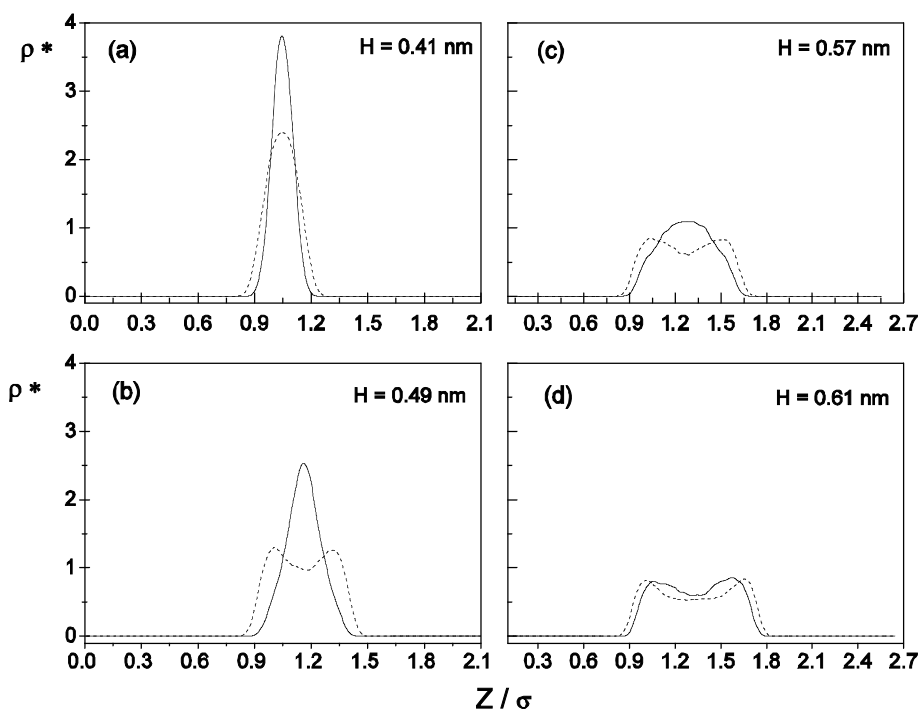 ρ *
4
3
2
1
0
(a)
H = 0.41 nm
0.0 0.3 0.6 0.9 1.2 1.5 1.8 2.1
(c)
H = 0.57 nm
0.3 0.6 0.9 1.2 1.5 1.8 2.1 2.4 2.7
ρ *
4
3
2
1
0
(b)
H = 0.49 nm
0.0 0.3 0.6 0.9 1.2 1.5 1.8 2.1
(d)
H = 0.61 nm
0.3 0.6 0.9 1.2 1.5 1.8 2.1 2.4 2.7
Z / σ